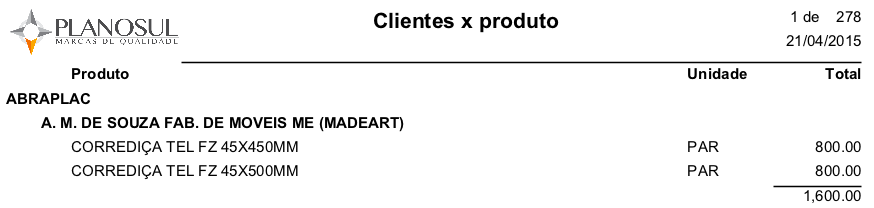 PLANOSUL
MARCAS DE QUALIDADE
Clientes x produto
1 de 278
21/04/2015
Produto Unidade Total
ABRAPLAC
A. M. DE SOUZA FAB. DE MOVEIS ME (MADEART)
CORREDIÇA TEL FZ 45X450MM PAR 800.00
CORREDIÇA TEL FZ 45X500MM PAR 800.00
1,600.00